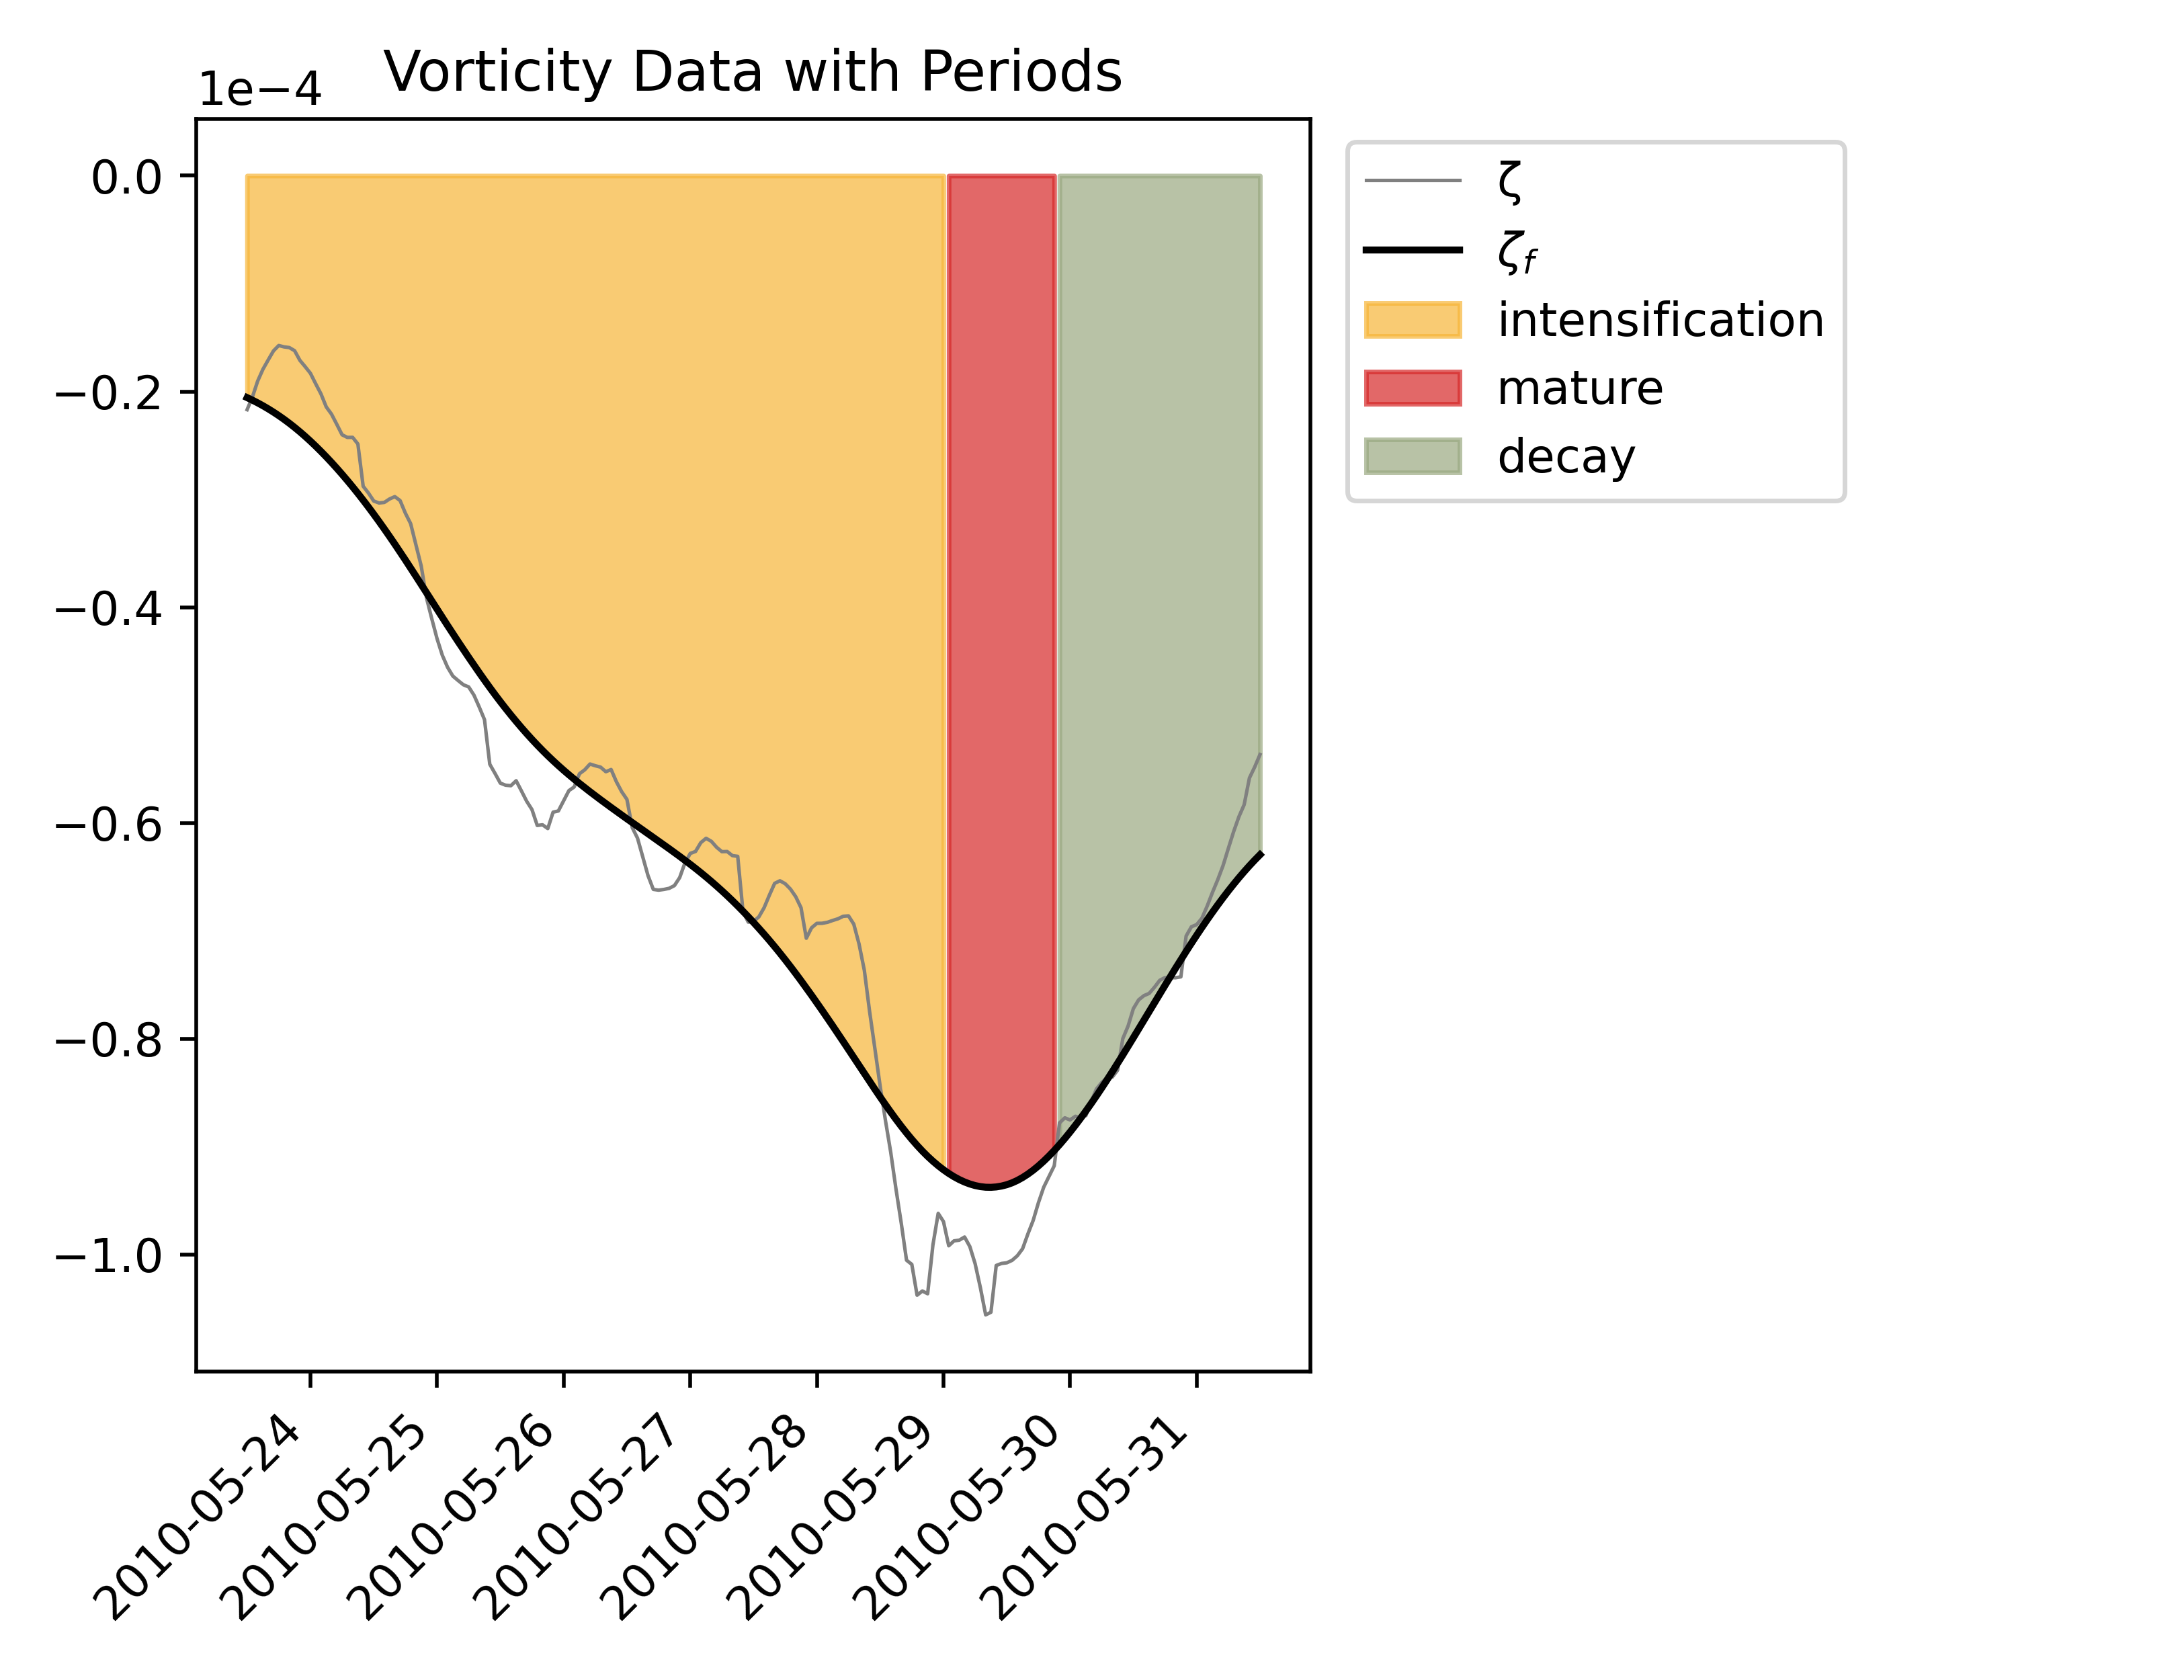 Vorticity Data with Periods
1e−4
0.0
−0.2
−0.4
−0.6
−0.8
−1.0
2010-05-24
2010-05-25
2010-05-26
2010-05-27
2010-05-28
2010-05-29
2010-05-30
2010-05-31
ζ
ζf
intensification
mature
decay